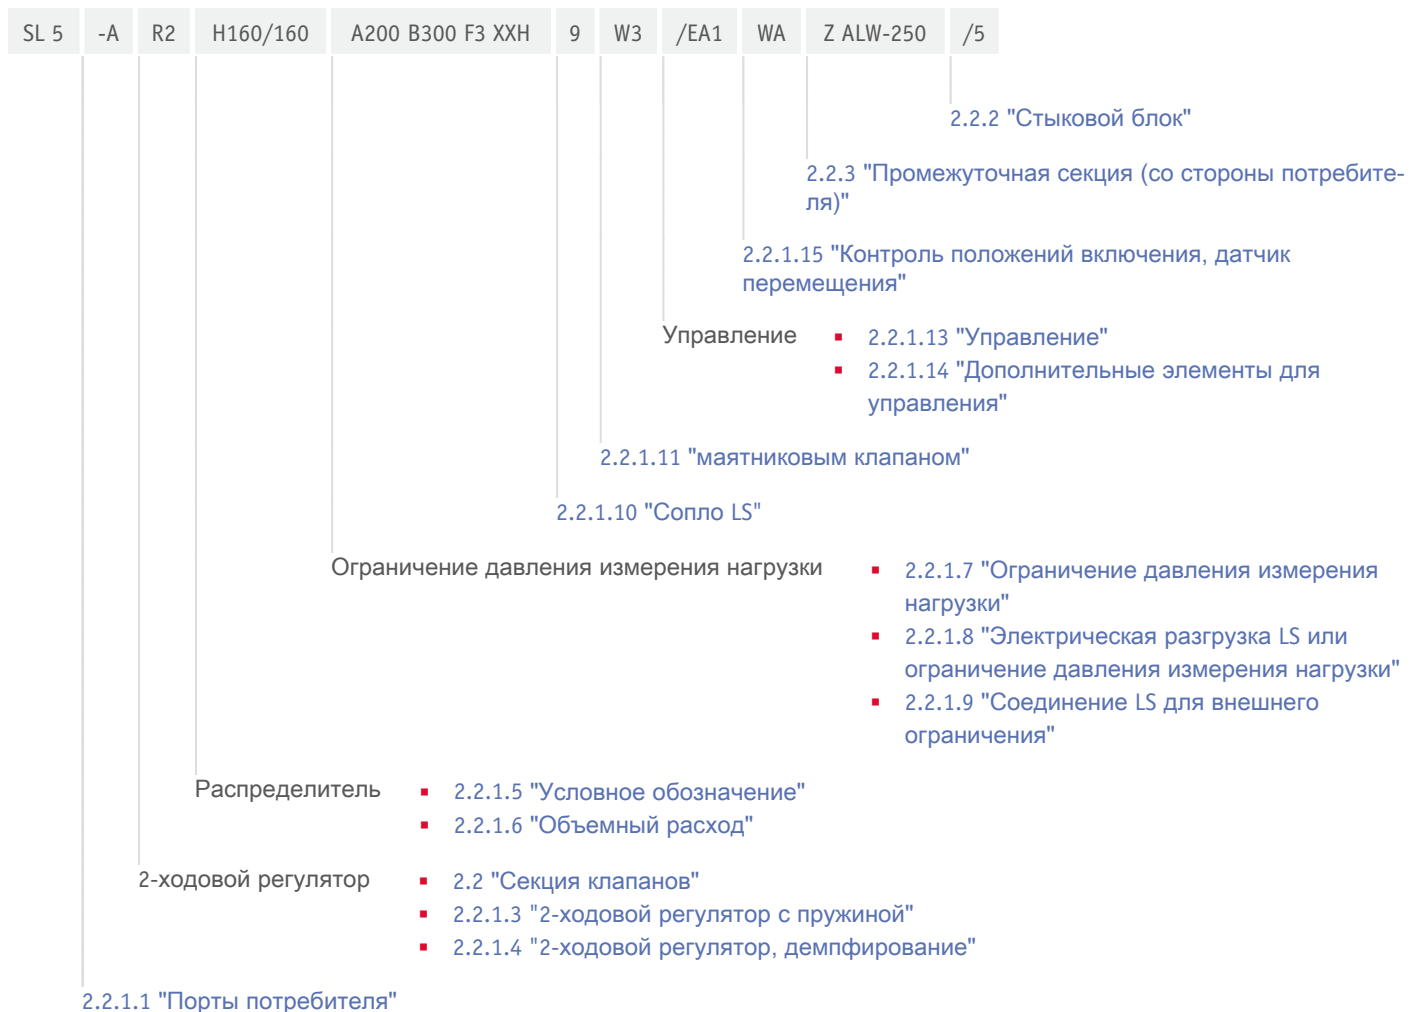 SL 5 -A R2 H160/160 A200 B300 F3 XXH 9 W3 /EA1 WA Z ALW-250 /5
2.2.2 "Стыковой блок"
2.2.3 "Промежуточная секция (со стороны потребите-
ля)"
2.2.1.15 "Контроль положений включения, датчик
перемещения"
Управление ▪ 2.2.1.13 "Управление"
▪ 2.2.1.14 "Дополнительные элементы для
управления"
2.2.1.11 "маятниковым клапаном"
2.2.1.10 "Сопло LS"
Ограничение давления измерения нагрузки ▪ 2.2.1.7 "Ограничение давления измерения
нагрузки"
▪ 2.2.1.8 "Электрическая разгрузка LS или
ограничение давления измерения нагрузки"
▪ 2.2.1.9 "Соединение LS для внешнего
ограничения"
Распределитель ▪ 2.2.1.5 "Условное обозначение"
▪ 2.2.1.6 "Объемный расход"
2-ходовой регулятор ▪ 2.2 "Секция клапанов"
▪ 2.2.1.3 "2-ходовой регулятор с пружиной"
▪ 2.2.1.4 "2-ходовой регулятор, демпфирование"
2.2.1.1 "Порты потребителя"